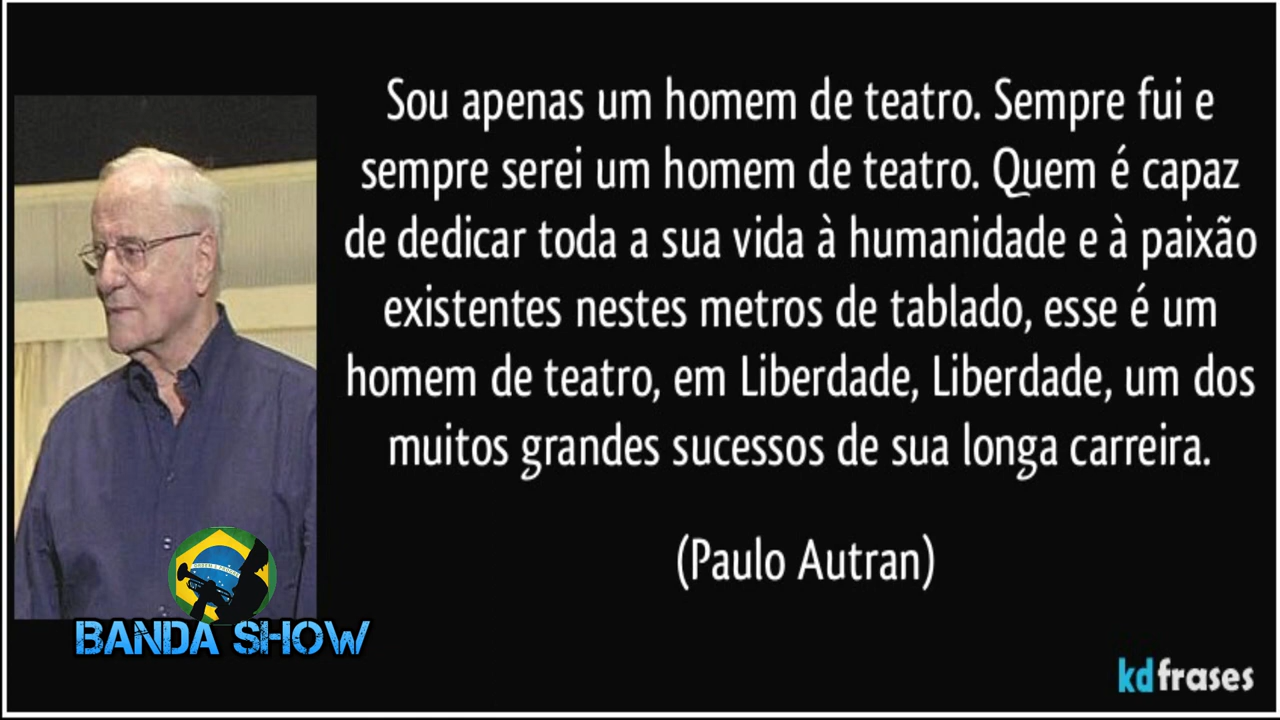 Sou apenas um homem de teatro. Sempre fui e
sempre serei um homem de teatro. Quem é capaz
de dedicar toda a sua vida à humanidade e à paixão
existentes nestes metros de tablado, esse é um
homem de teatro, em Liberdade, Liberdade, um dos
muitos grandes sucessos de sua longa carreira.
(Paulo Autran)
BANDA SHOW
kdfrases